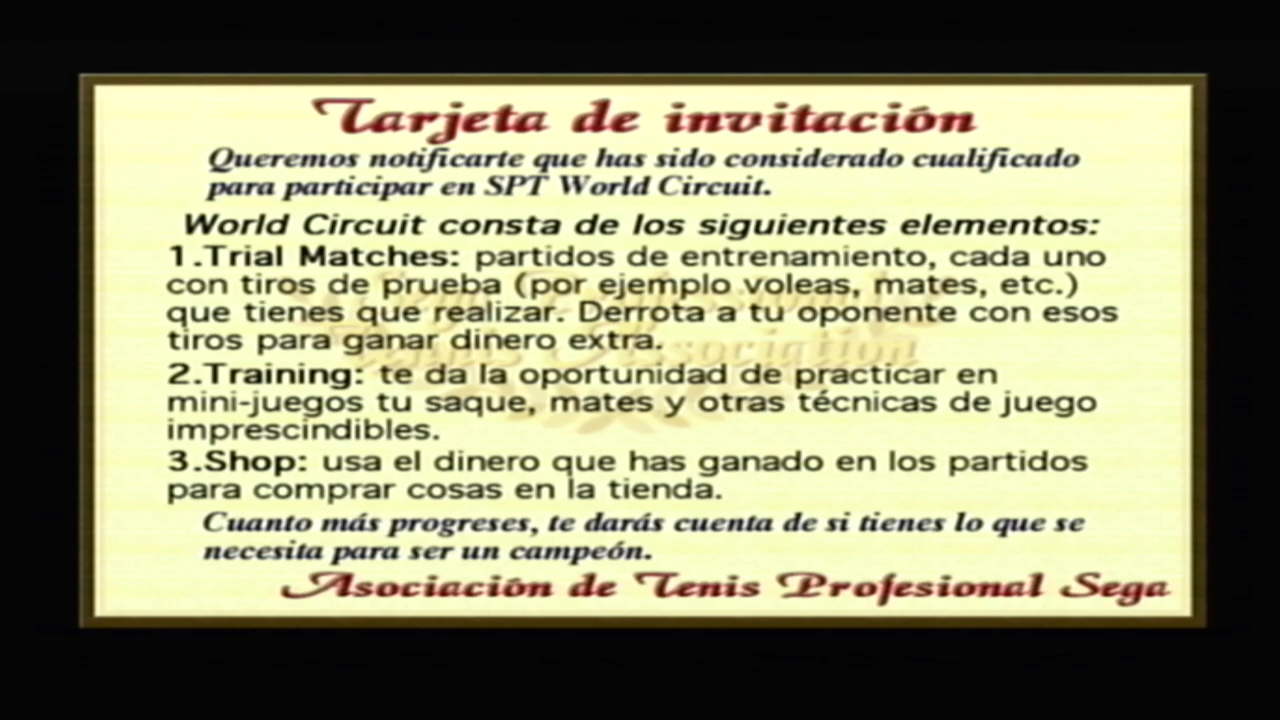 Tarjeta de invitación
Queremos notificarte que has sido considerado cualificado
para participar en SPT World Circuit.
World Circuit consta de los siguientes elementos:
1.Trial Matches: partidos de entrenamiento, cada uno
con tiros de prueba (por ejemplo voleas, mates, etc.)
que tienes que realizar. Derrota a tu oponente con esos
tiros para ganar dinero extra.
2.Training: te da la oportunidad de practicar en
mini-juegos tu saque, mates y otras técnicas de juego
imprescindibles.
3.Shop: usa el dinero que has ganado en los partidos
para comprar cosas en la tienda.
Cuanto más progreses, te darás cuenta de si tienes lo que se
necesita para ser un campeón.
Asociación de Tenis Profesional Sega
Sega Professional
Tennis Association